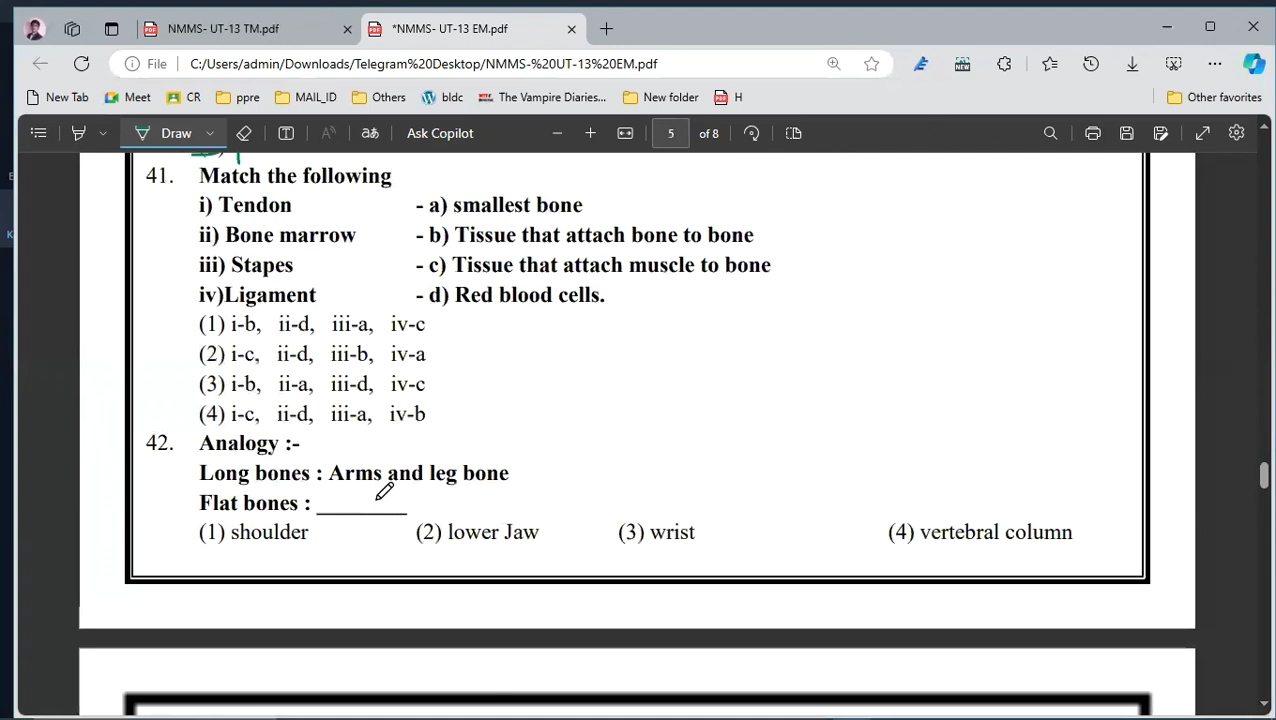 NMMS- UT-13 TM.pdf
*NMMS- UT-13 EM.pdf
File C:/Users/admin/Downloads/Telegram%20Desktop/NMMS-%20UT-13%20EM.pdf
New Tab Meet CR ppre MAIL_ID Others bldc The Vampire Diaries... New folder H Other favorites
Draw Ask Copilot 5 of 8
41. Match the following
i) Tendon - a) smallest bone
ii) Bone marrow - b) Tissue that attach bone to bone
iii) Stapes - c) Tissue that attach muscle to bone
iv)Ligament - d) Red blood cells.
(1) i-b, ii-d, iii-a, iv-c
(2) i-c, ii-d, iii-b, iv-a
(3) i-b, ii-a, iii-d, iv-c
(4) i-c, ii-d, iii-a, iv-b
42. Analogy :-
Long bones : Arms and leg bone
Flat bones : ________
(1) shoulder (2) lower Jaw (3) wrist (4) vertebral column